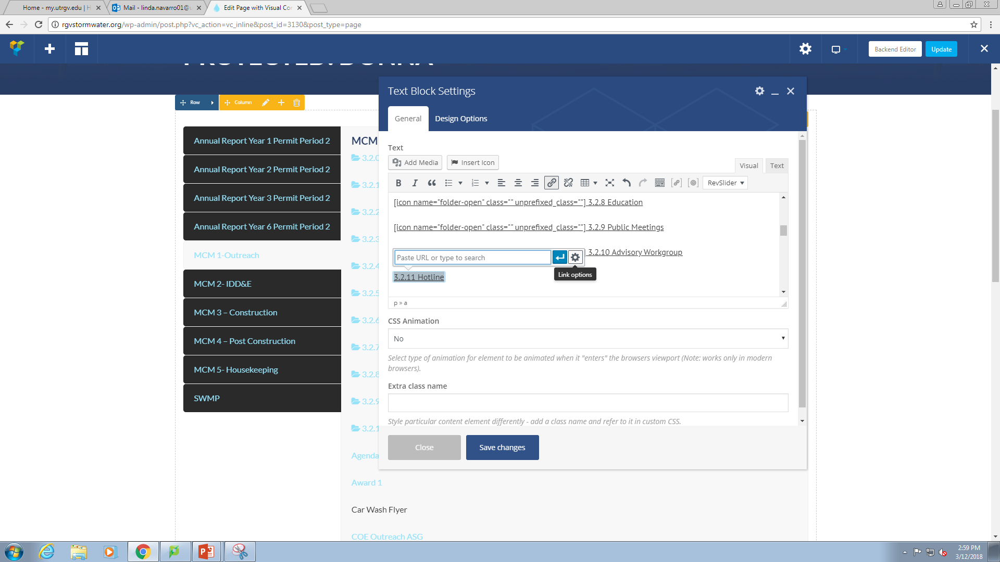 Home - my.utrgv.edu | H
Mail - linda.navarro01@u
Edit Page with Visual Co
rgvstormwater.org/wp-admin/post.php?vc_action=vc_inline&post_id=3130&post_type=page
Backend Editor
Update
PROTECTED: DONNA
Row
Column
Text Block Settings
General
Design Options
Annual Report Year 1 Permit Period 2
Annual Report Year 2 Permit Period 2
Annual Report Year 3 Permit Period 2
Annual Report Year 6 Permit Period 2
MCM 1-Outreach
MCM 2- IDD&E
MCM 3 – Construction
MCM 4 – Post Construction
MCM 5- Housekeeping
SWMP
MCM
3.2.0
3.2.1
3.2.2
3.2.3
3.2.4
3.2.5
3.2.6
3.2.7
3.2.8
3.2.9
3.2.1
Agenda
Award 1
Car Wash Flyer
COE Outreach ASG
Text
Add Media
Insert Icon
Visual
Text
RevSlider
[icon name="folder-open" class="" unprefixed_class=""] 3.2.8 Education
[icon name="folder-open" class="" unprefixed_class=""] 3.2.9 Public Meetings
] 3.2.10 Advisory Workgroup
Paste URL or type to search
Link options
3.2.11 Hotline
p » a
CSS Animation
No
Select type of animation for element to be animated when it "enters" the browsers viewport (Note: works only in modern
browsers).
Extra class name
Style particular content element differently - add a class name and refer to it in custom CSS.
Close
Save changes
2:59 PM
3/12/2018